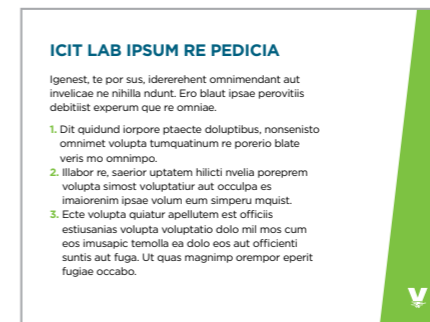 ICIT LAB IPSUM RE PEDICIA
Igenest, te por sus, idererehent omnimendant aut
invelicae ne nihilla ndunt. Ero blaut ipsae perovitiis
debitiist experum que re omniae.
1. Dit quidund iorpore ptaecte doluptibus, nonsenisto
omnimet volupta tumquatinum re porerio blate
veris mo omnimpo.
2. Illabor re, saerior uptatem hilicti nvelia poreprem
volupta simost voluptatiur aut occulpa es
imaiorenim ipsae volum eum simperu mquist.
3. Ecte volupta quiatur apellutem est officiis
estiusanias volupta voluptatio dolo mil mos cum
eos imusapic temolla ea dolo eos aut officienti
suntis aut fuga. Ut quas magnimp orempor eperit
fugiae occabo.
V